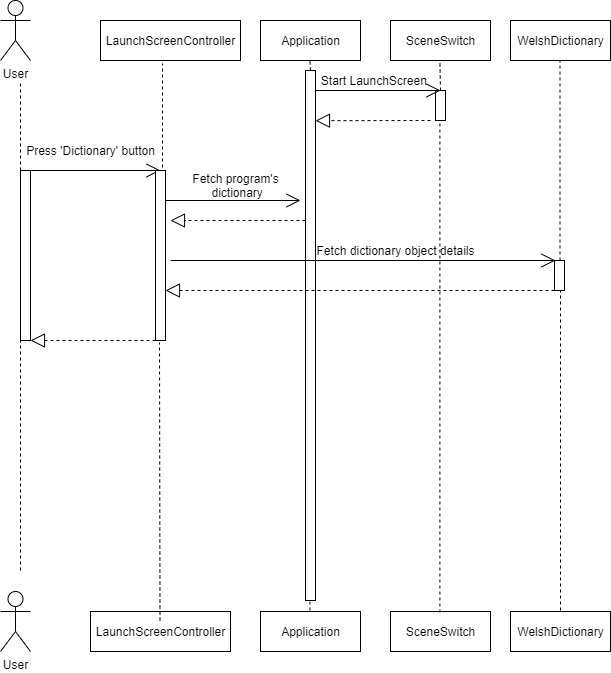 LaunchScreenController
Application
SceneSwitch
WelshDictionary
User
Start LaunchScreen
Press 'Dictionary' button
Fetch program's
dictionary
Fetch dictionary object details
LaunchScreenController
Application
SceneSwitch
WelshDictionary
User